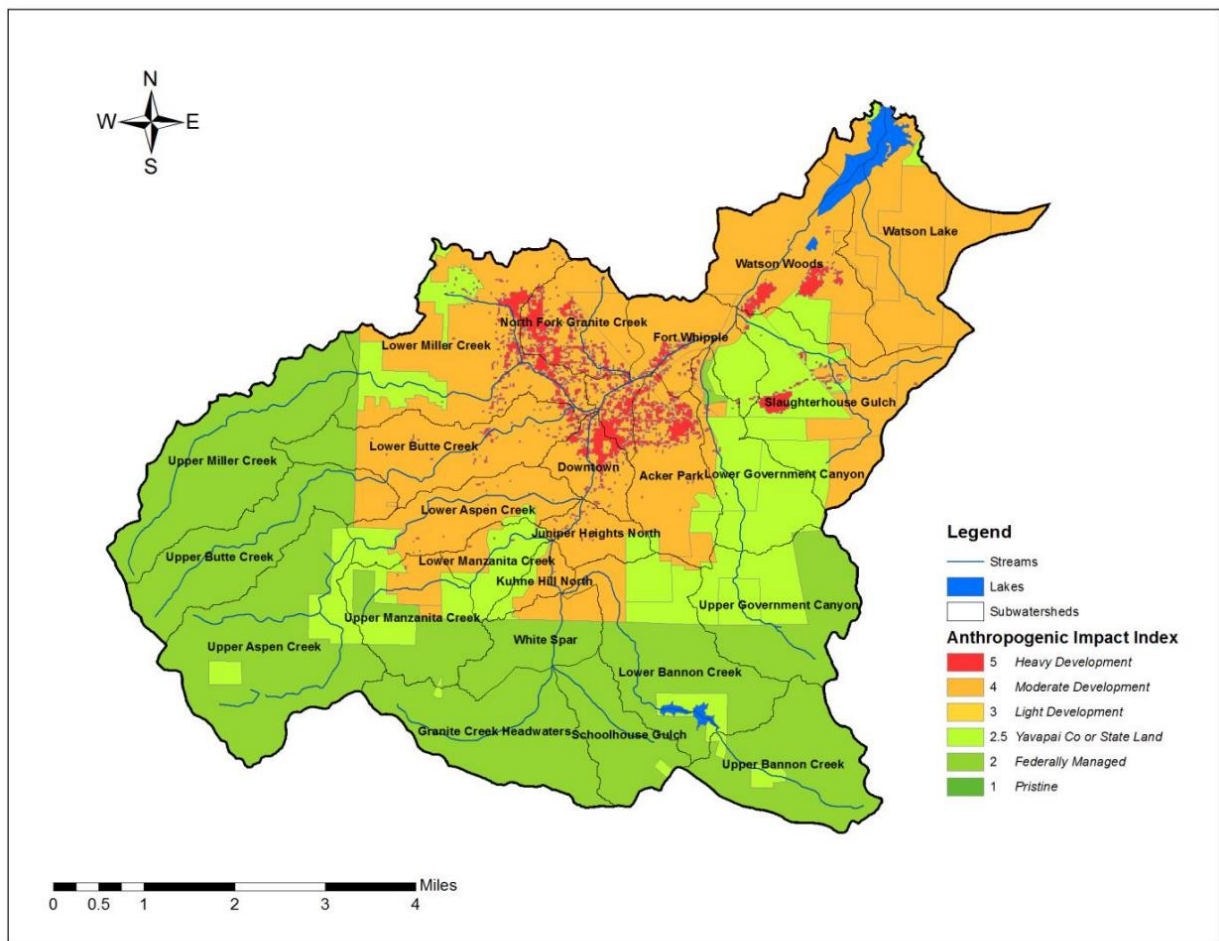 N
W E
S
Watson Lake
Watson Woods
North Fork Granite Creek
Fort Whipple
Lower Miller Creek
Slaughterhouse Gulch
Lower Butte Creek
Upper Miller Creek
Downtown
Acker Park
Lower Government Canyon
Lower Aspen Creek
Juniper Heights North
Upper Butte Creek
Lower Manzanita Creek
Kuhne Hill North
Upper Government Canyon
Upper Manzanita Creek
White Spar
Upper Aspen Creek
Lower Bannon Creek
Granite Creek Headwaters
Schoolhouse Gulch
Upper Bannon Creek
Legend
Streams
Lakes
Subwatersheds
Anthropogenic Impact Index
5 Heavy Development
4 Moderate Development
3 Light Development
2.5 Yavapai Co or State Land
2 Federally Managed
1 Pristine
Miles
0 0.5 1 2 3 4